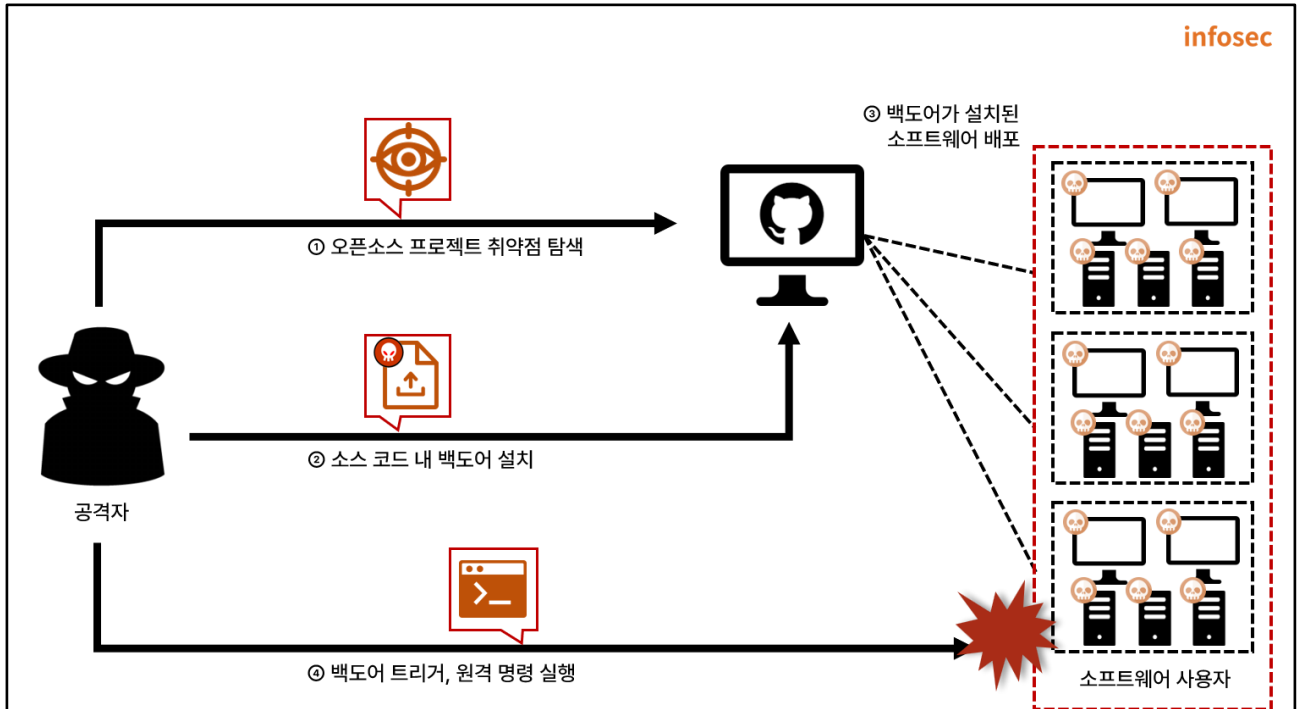 infosec
③ 백도어가 설치된
소프트웨어 배포
① 오픈소스 프로젝트 취약점 탐색
② 소스 코드 내 백도어 설치
공격자
④ 백도어 트리거, 원격 명령 실행
소프트웨어 사용자